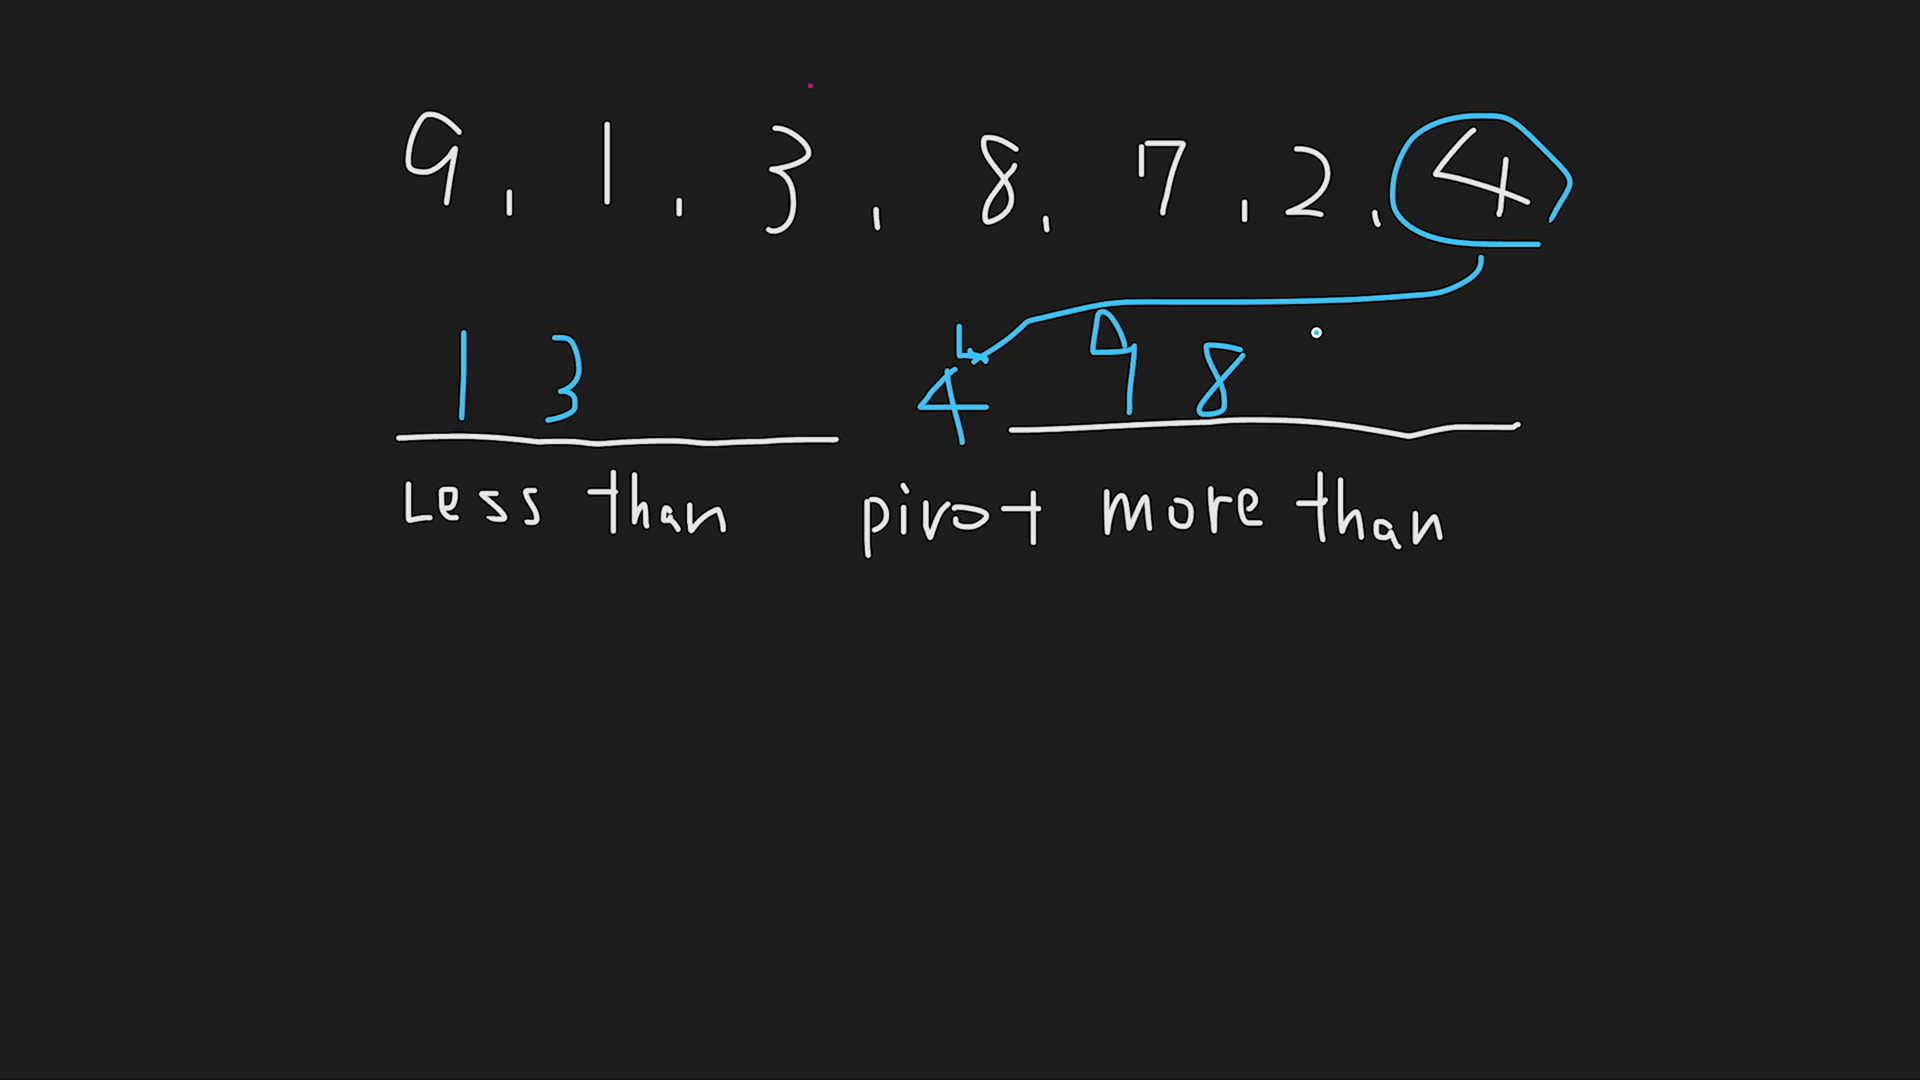 9, 1, 3, 8, 7, 2, 4
1 3 4 9 8
Less than pivot more than